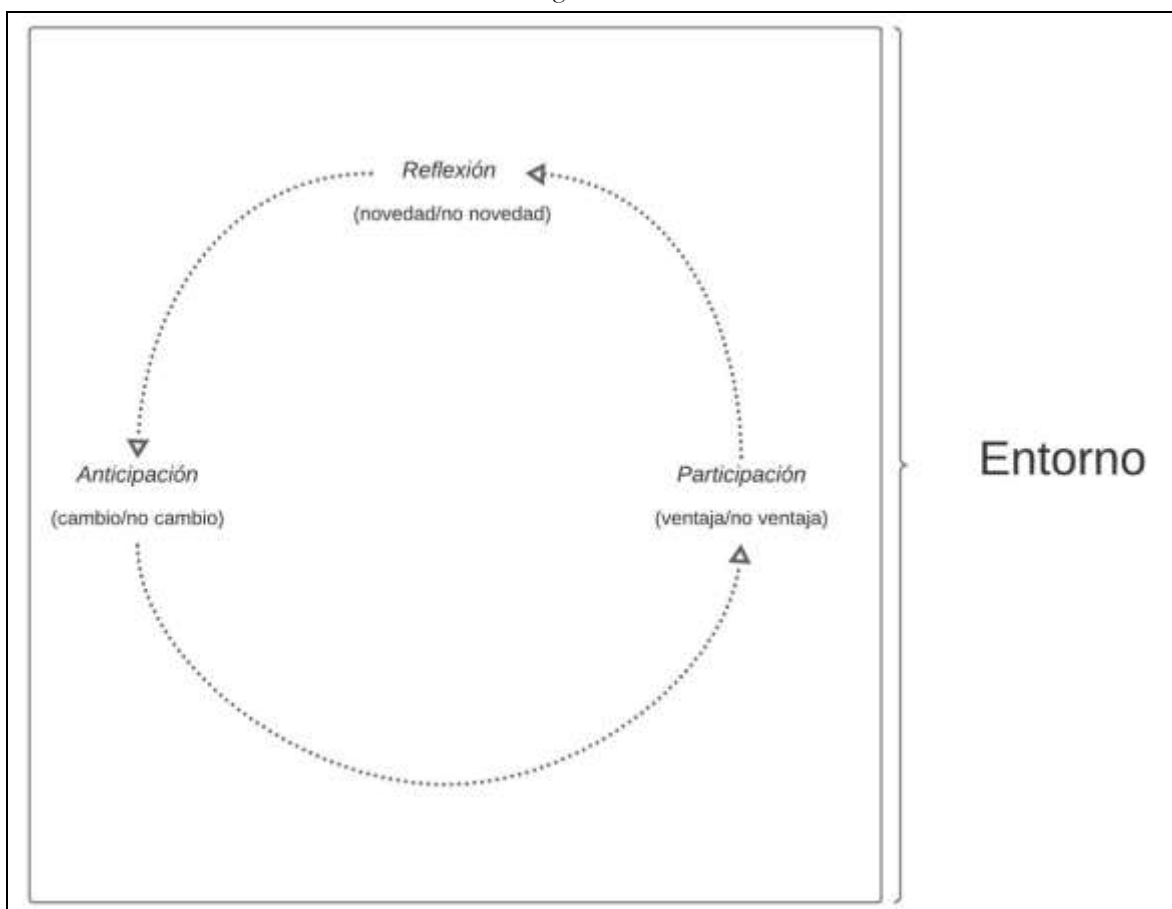 Reflexión
(novedad/no novedad)
Anticipación
(cambio/no cambio)
Participación
(ventaja/no ventaja)
Entorno